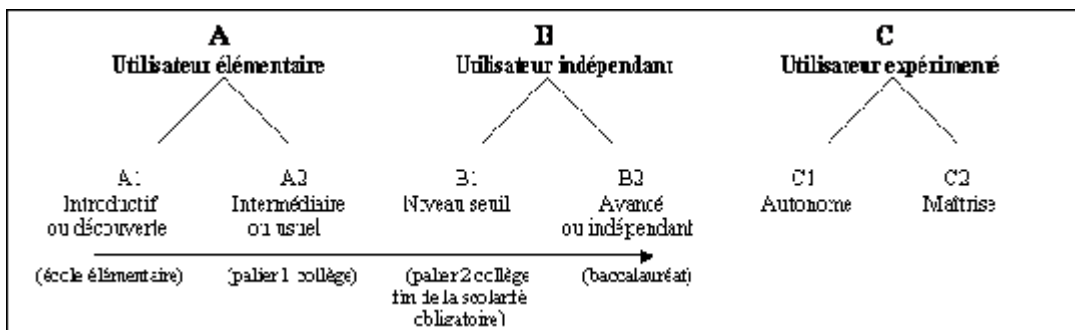 A
Utilisateur élémentaire
B
Utilisateur indépendant
C
Utilisateur expérimenté
A1
Introductif
ou découverte
A2
Intermédiaire
ou usuel
B1
Niveau seuil
B2
Avancé
ou indépendant
C1
Autonome
C2
Maîtrise
(école élémentaire)
(palier 1 collège)
(palier 2 collège
fin de la scolarité
obligatoire)
(baccalauréat)